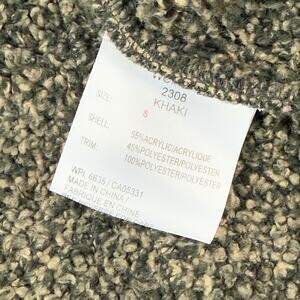 2308
KHAKI
SIZE: S
SHELL: 55%ACRYLIC/ACRYLIQUE
45%POLYESTER/POLYESTER
TRIM: 100%POLYESTER/POLYESTER
WPL 6635 / CA05331
MADE IN CHINA /
FABRIQUE EN CHINE